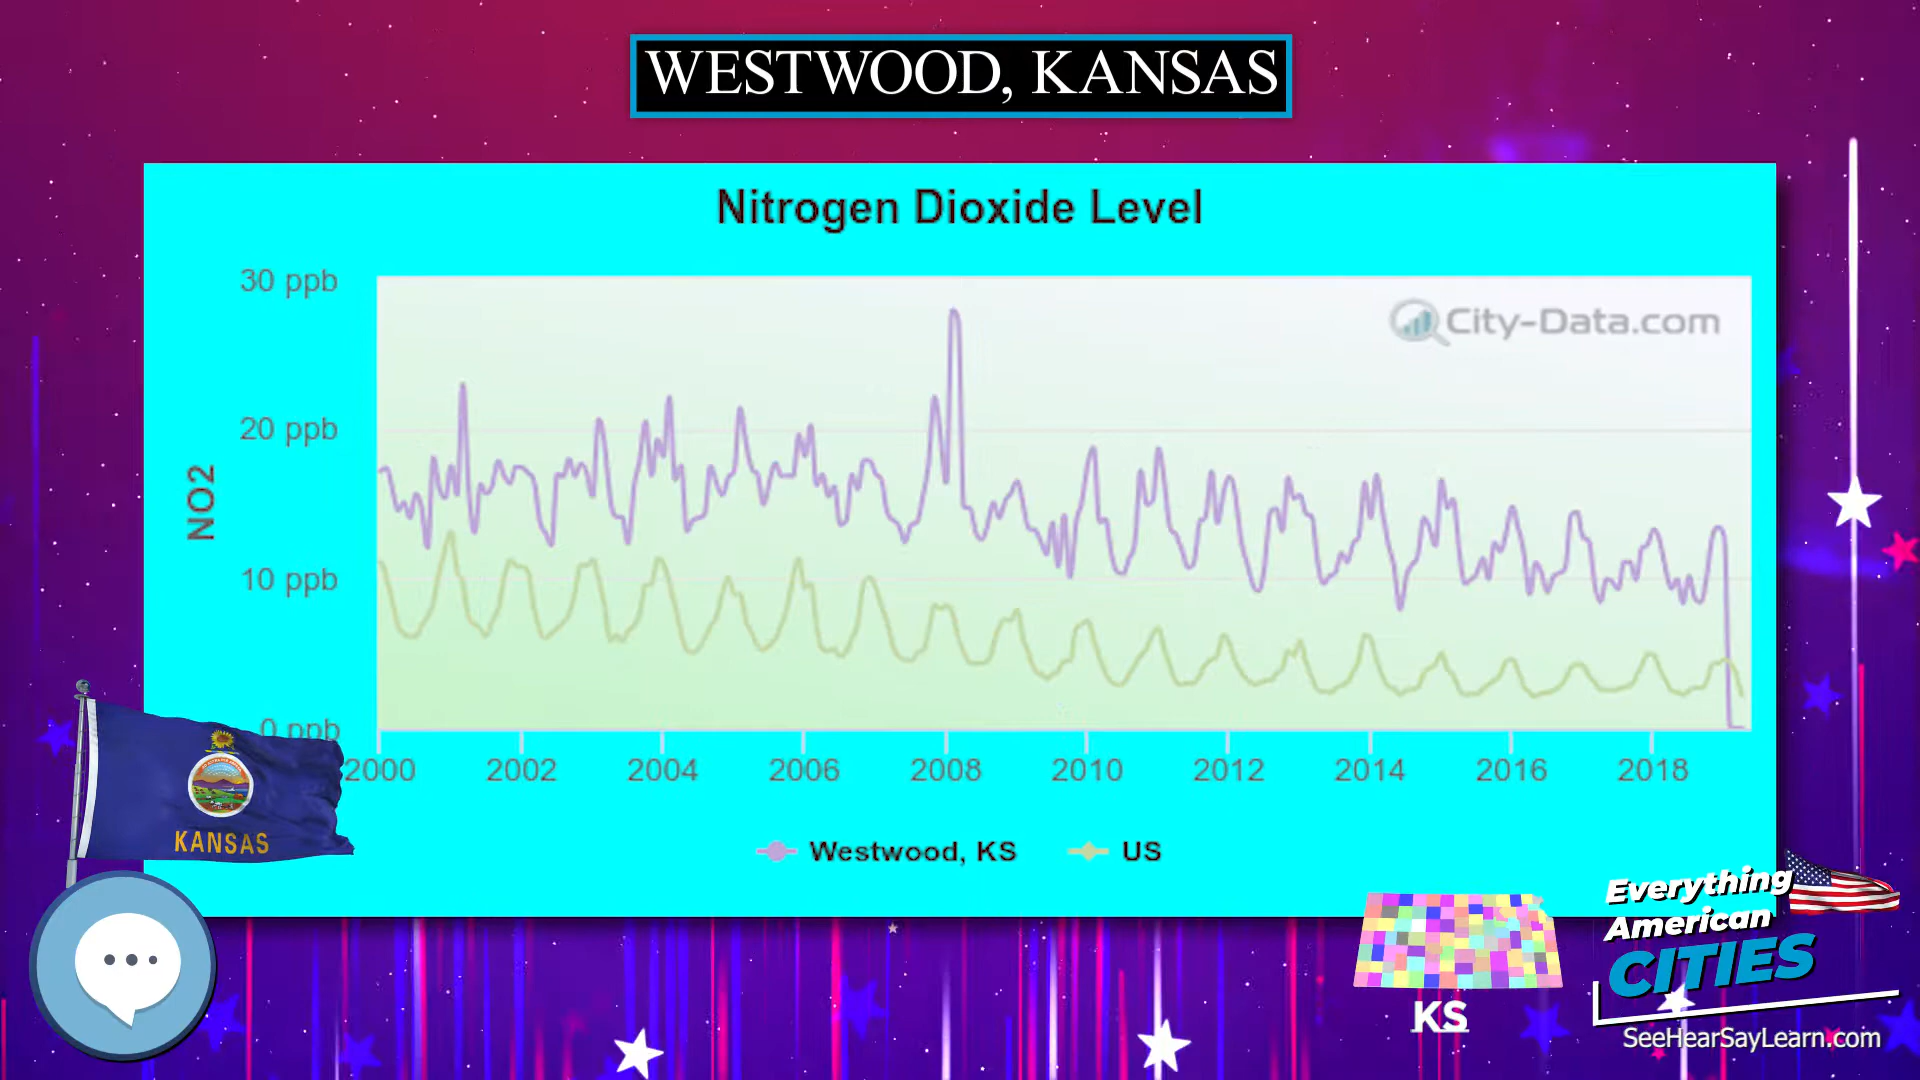 WESTWOOD, KANSAS
Nitrogen Dioxide Level
30 ppb
City-Data.com
20 ppb
NO2
10 ppb
0 ppb
2000 2002 2004 2006 2008 2010 2012 2014 2016 2018
KANSAS
Westwood, KS US
Everything
American
CITIES
KS
SeeHearSayLearn.com